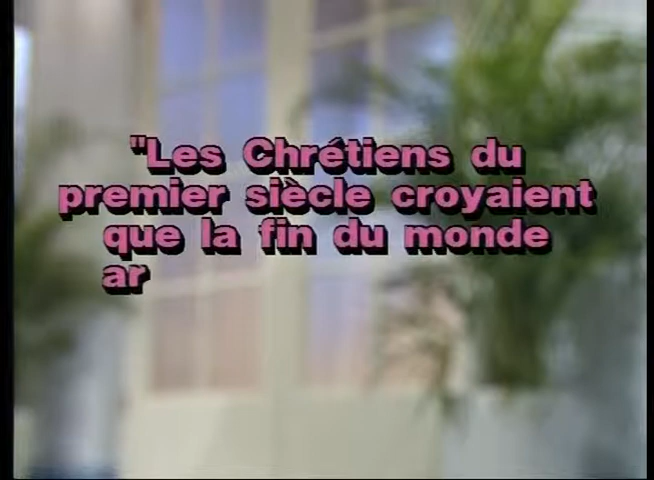 "Les Chrétiens du
premier siècle croyaient
que la fin du monde
ar